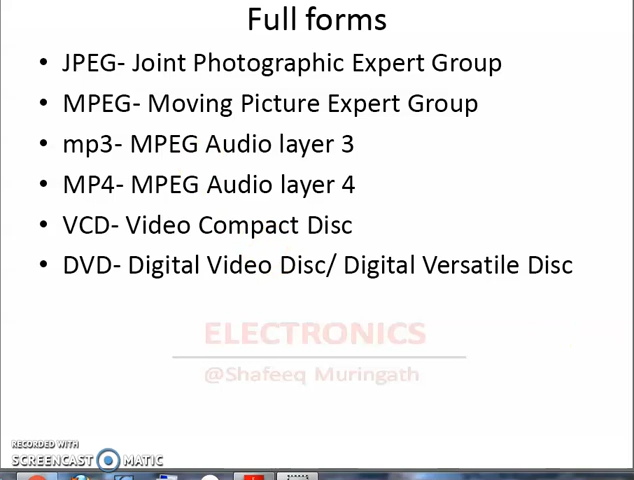 Full forms
• JPEG- Joint Photographic Expert Group
• MPEG- Moving Picture Expert Group
• mp3- MPEG Audio layer 3
• MP4- MPEG Audio layer 4
• VCD- Video Compact Disc
• DVD- Digital Video Disc/ Digital Versatile Disc
ELECTRONICS
@Shafeeq Muringath
RECORDED WITH
SCREENCAST MATIC